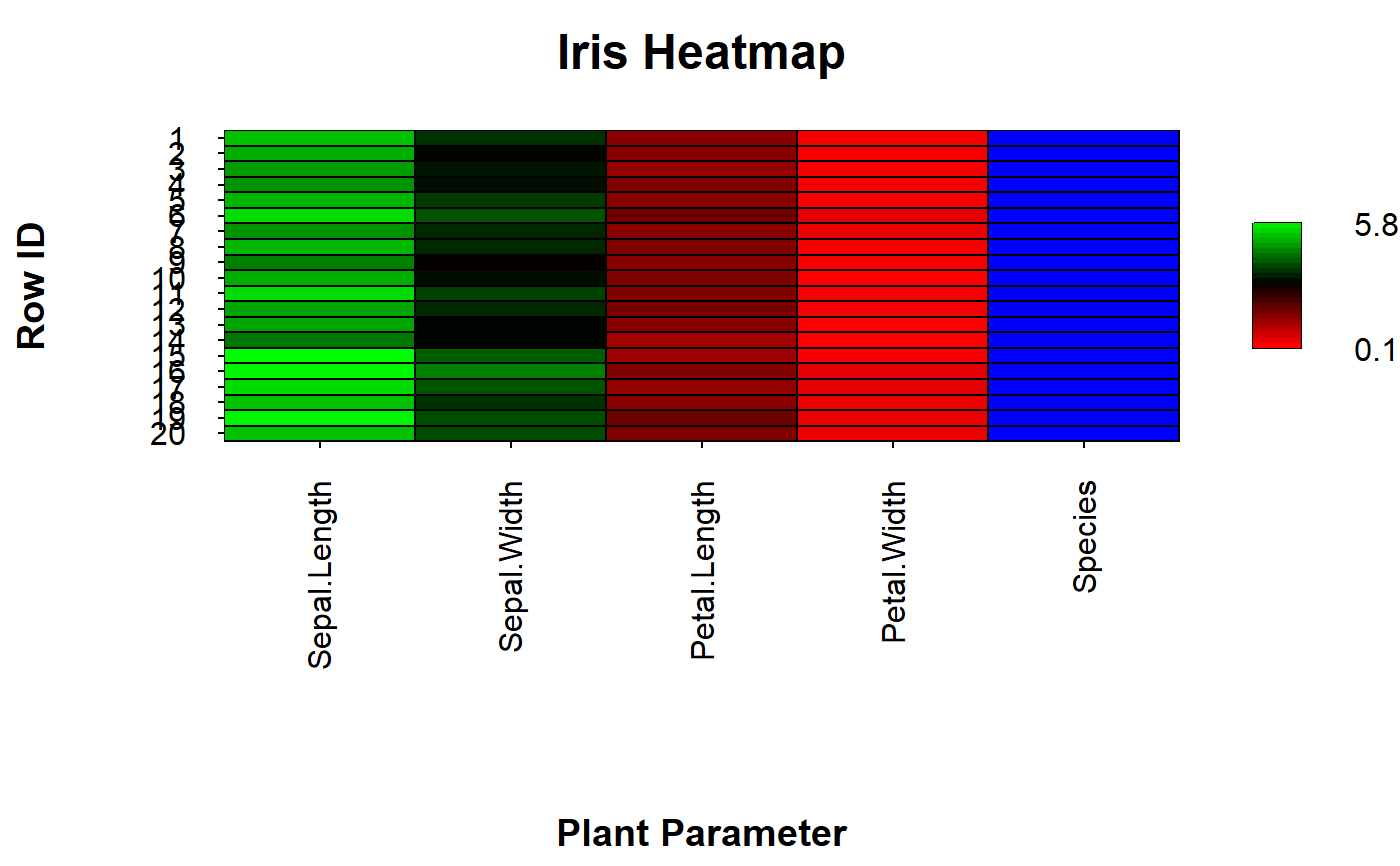 Iris Heatmap
Row ID
1
2
3
4
5
6
7
8
9
10
11
12
13
14
15
16
17
18
19
20
5.8
0.1
Sepal.Length
Sepal.Width
Petal.Length
Petal.Width
Species
Plant Parameter